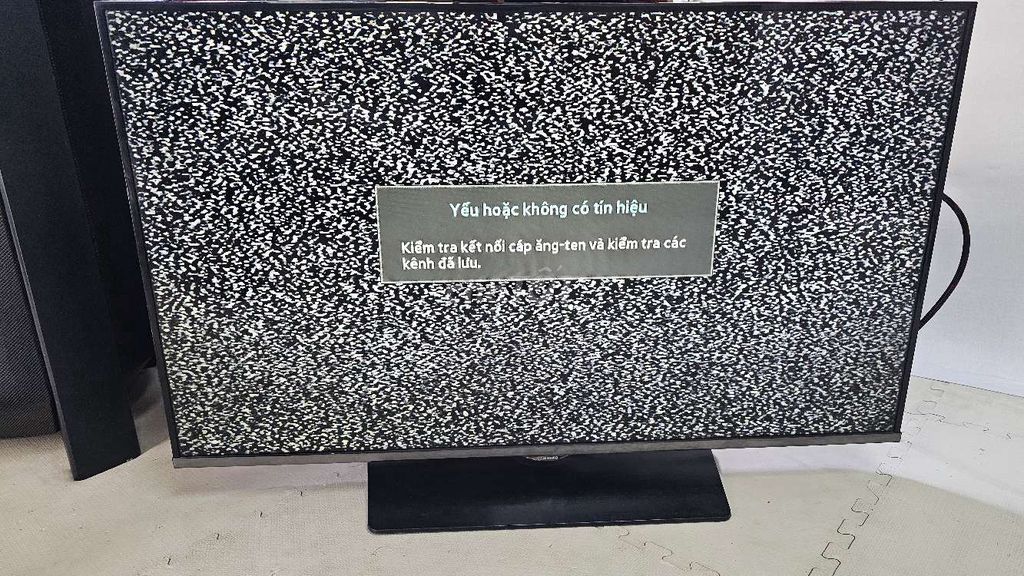 Yếu hoặc không có tín hiệu
Kiểm tra kết nối cáp ăng-ten và kiểm tra các
kênh đã lưu.